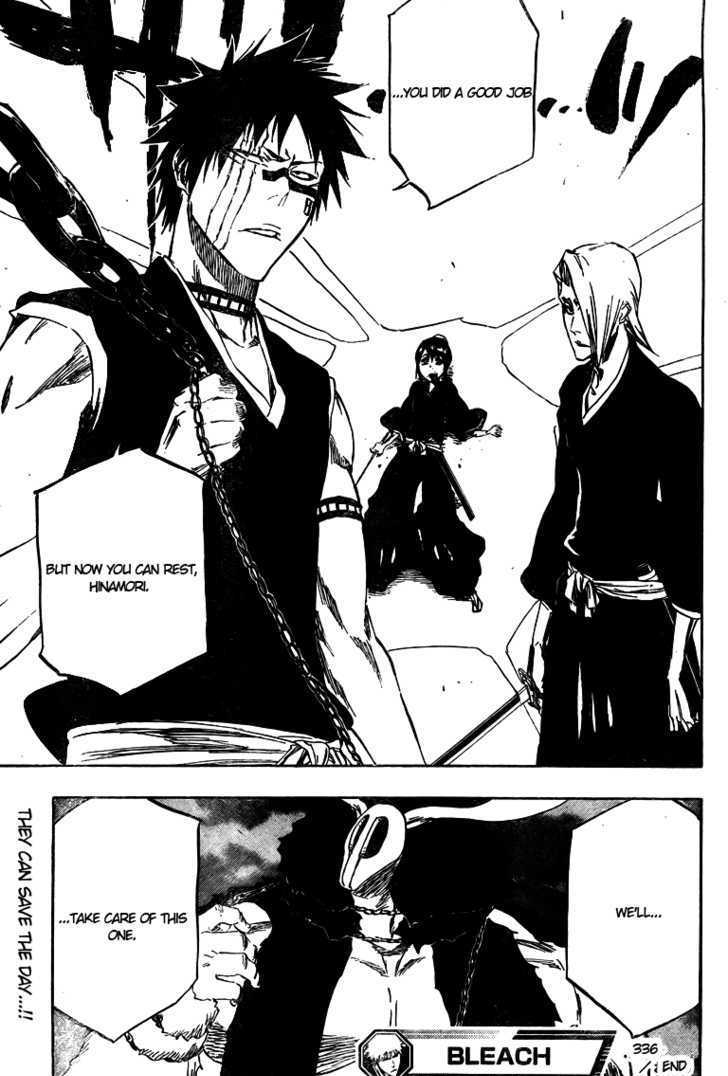 ...YOU DID A GOOD JOB
BUT NOW YOU CAN REST,
HINAMORI.
WE'LL...
...TAKE CARE OF THIS
ONE.
THEY CAN SAVE THE DAY...!!
BLEACH
336
END